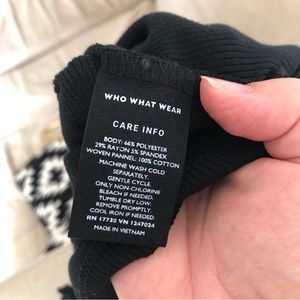 WHO WHAT WEAR
CARE INFO
BODY: 66% POLYESTER
29% RAYON 5% SPANDEX
WOVEN PANNEL: 100% COTTON
MACHINE WASH COLD
SEPARATELY.
GENTLE CYCLE.
ONLY NON-CHLORINE
BLEACH IF NEEDED.
TUMBLE DRY LOW.
REMOVE PROMPTLY.
COOL IRON IF NEEDED.
RN 17730 VN 1247024
MADE IN VIETNAM